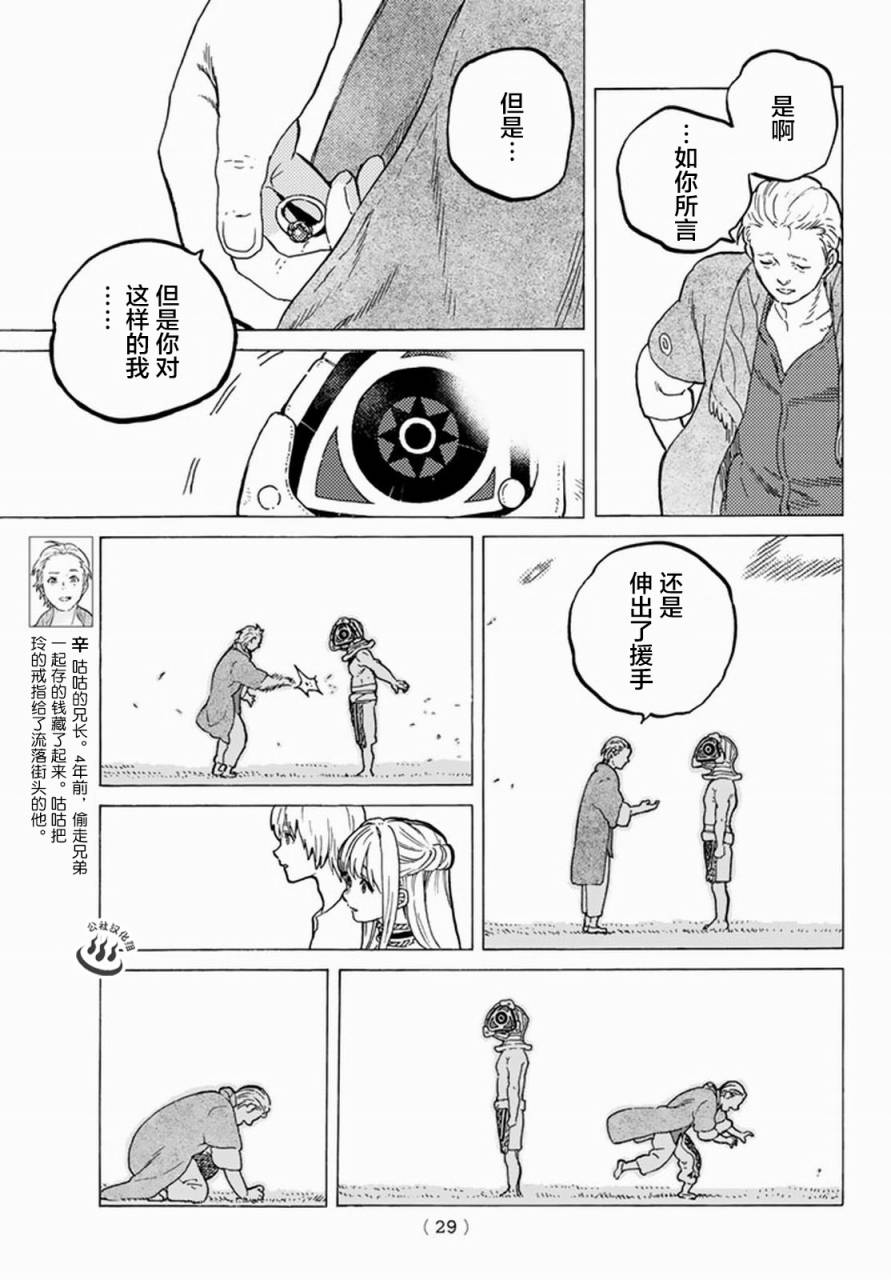 是啊
…如你所言
但是…
但是你对
这样的我
……
还是
伸出了援手
辛 咕咕的兄长。4年前，偷走兄弟
一起存的钱藏了起来。咕咕把
玲的戒指给了流落街头的他。
公社汉化组
( 29 )